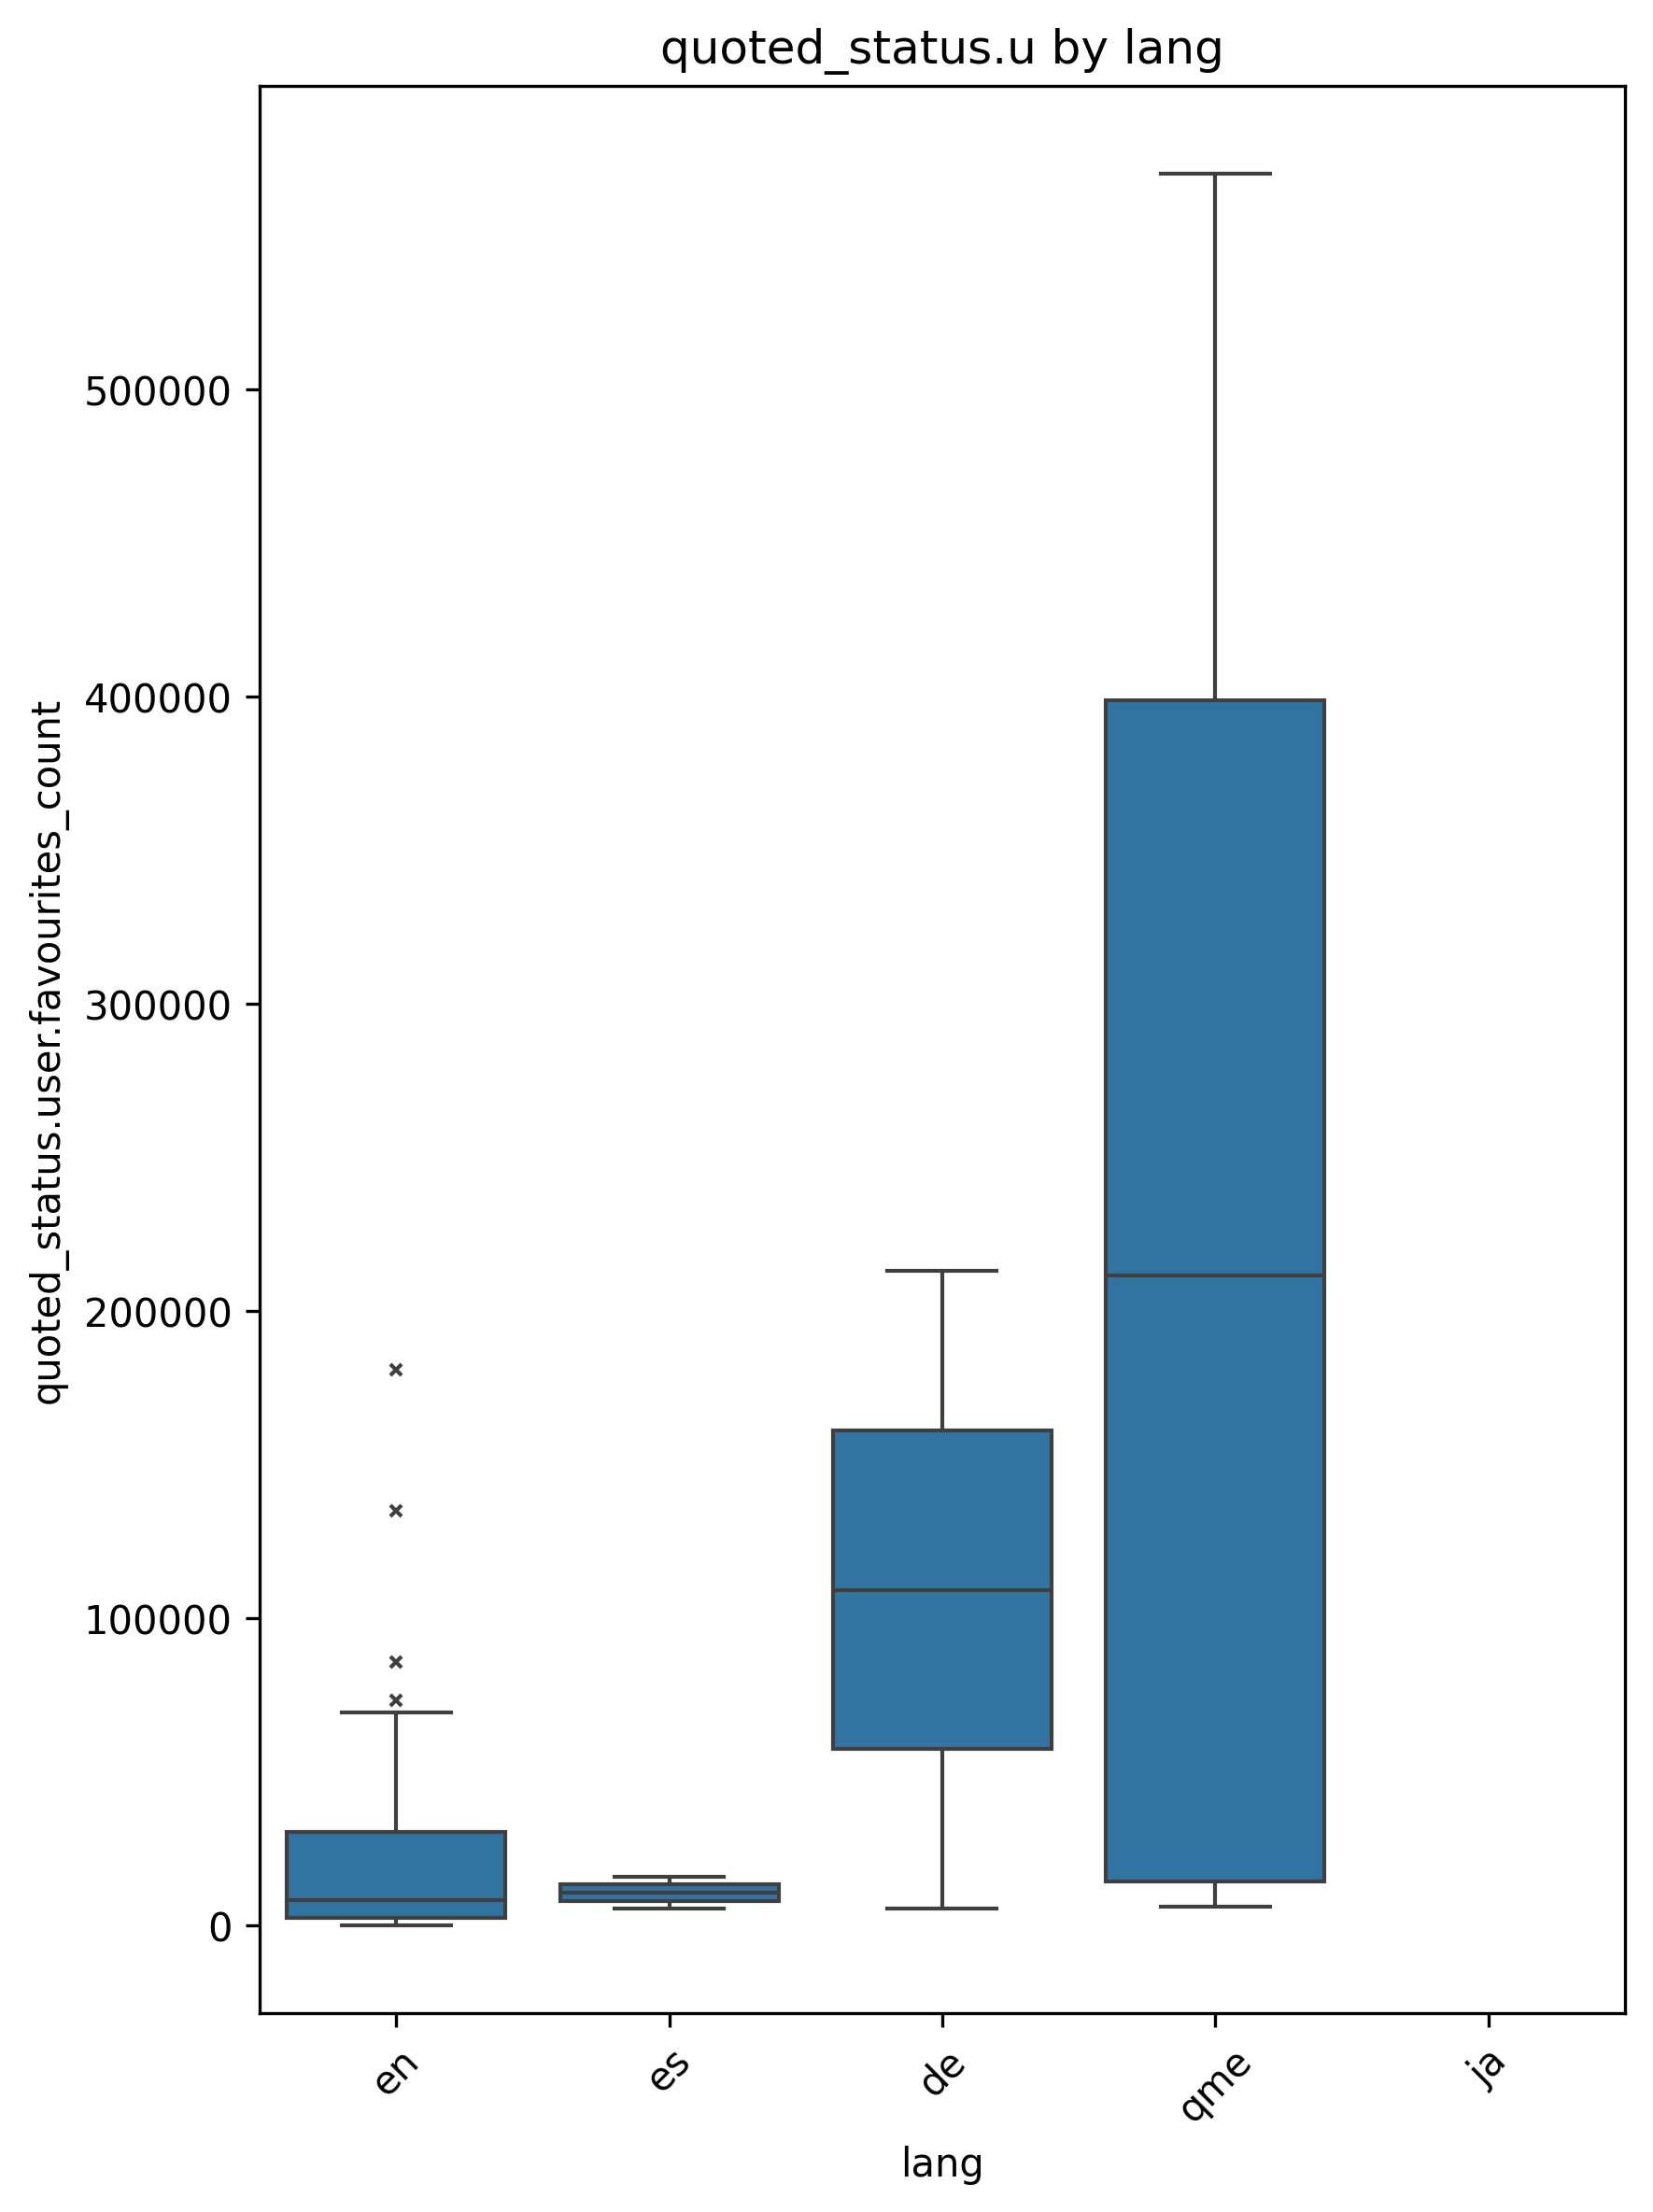 quoted_status.u by lang
quoted_status.user.favourites_count
500000
400000
300000
200000
100000
0
en
es
de
qme
ja
lang